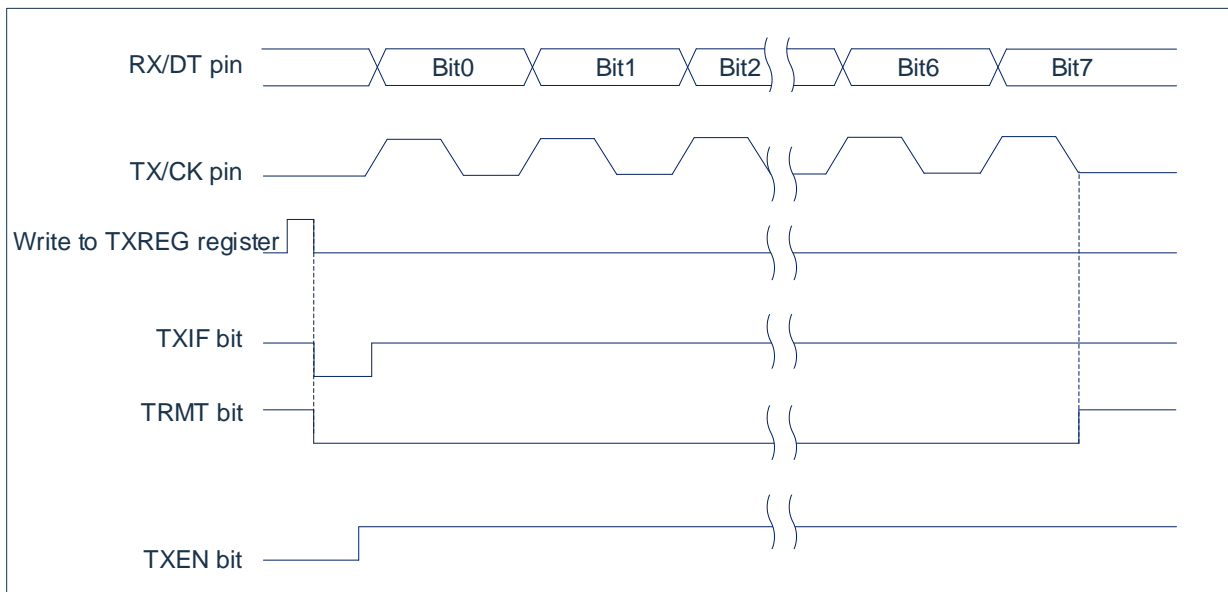 RX/DT pin
Bit0 Bit1 Bit2 Bit6 Bit7
TX/CK pin
Write to TXREG register
TXIF bit
TRMT bit
TXEN bit